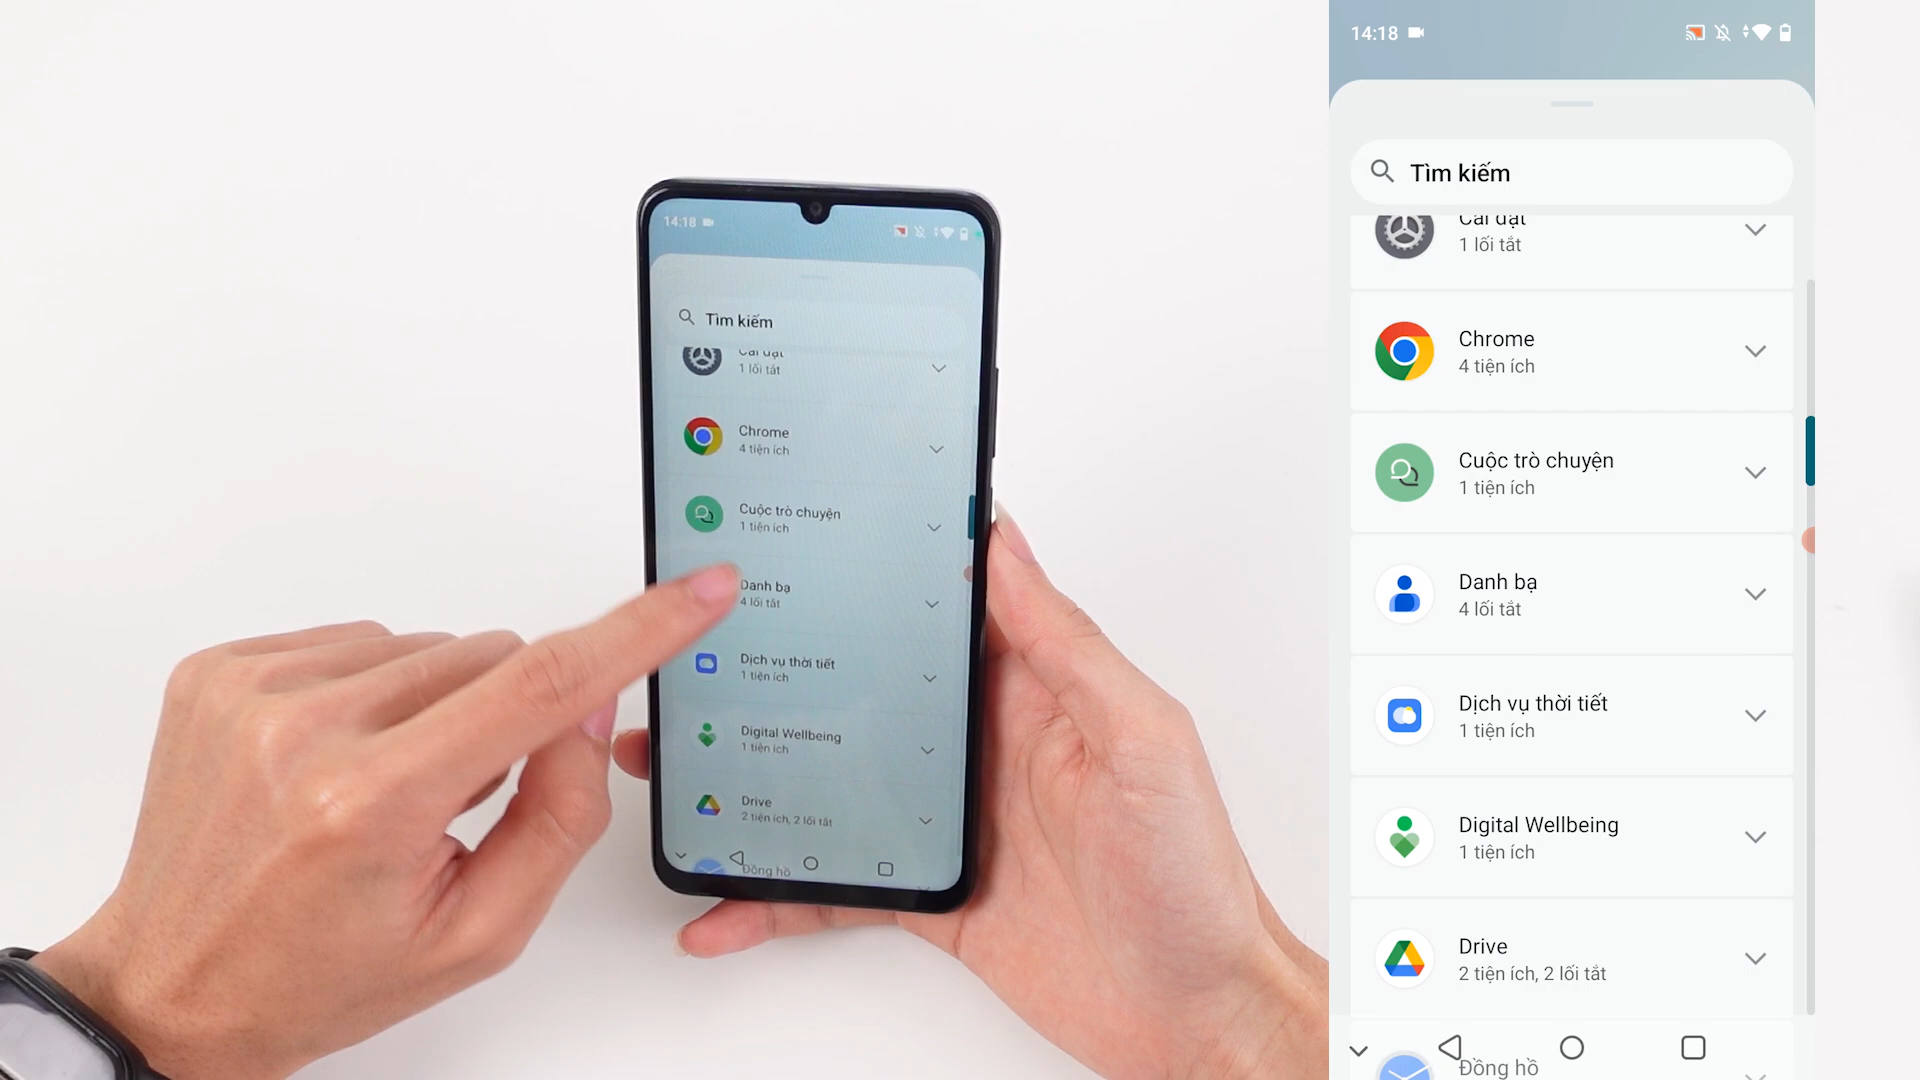 14:18
Tìm kiếm
Cài đặt
1 lối tắt
Chrome
4 tiện ích
Cuộc trò chuyện
1 tiện ích
Danh bạ
4 lối tắt
Dịch vụ thời tiết
1 tiện ích
Digital Wellbeing
1 tiện ích
Drive
2 tiện ích, 2 lối tắt
Đồng hồ
14:18
Tìm kiếm
Cài đặt
1 lối tắt
Chrome
4 tiện ích
Cuộc trò chuyện
1 tiện ích
Danh bạ
4 lối tắt
Dịch vụ thời tiết
1 tiện ích
Digital Wellbeing
1 tiện ích
Drive
2 tiện ích, 2 lối tắt
Đồng hồ